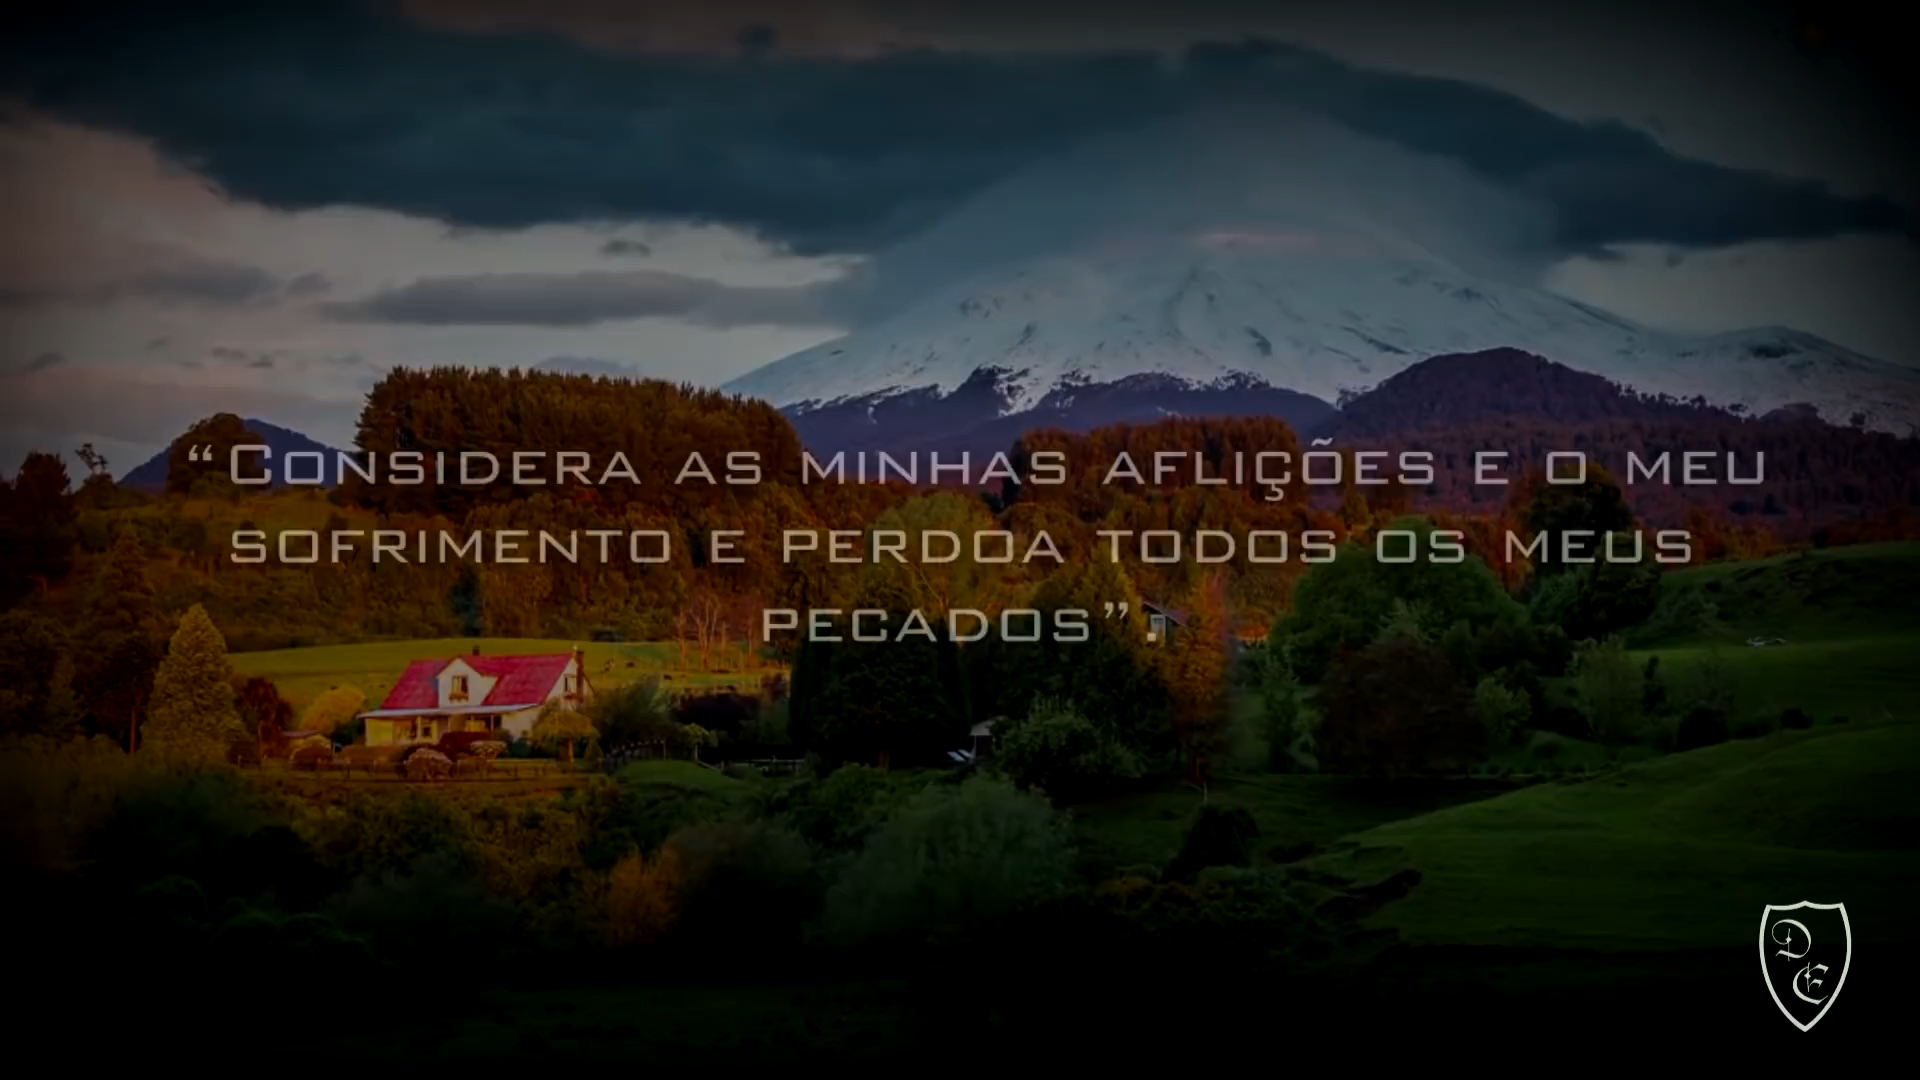 “Considera as minhas aflições e o meu
sofrimento e perdoa todos os meus
pecados”.
D
E